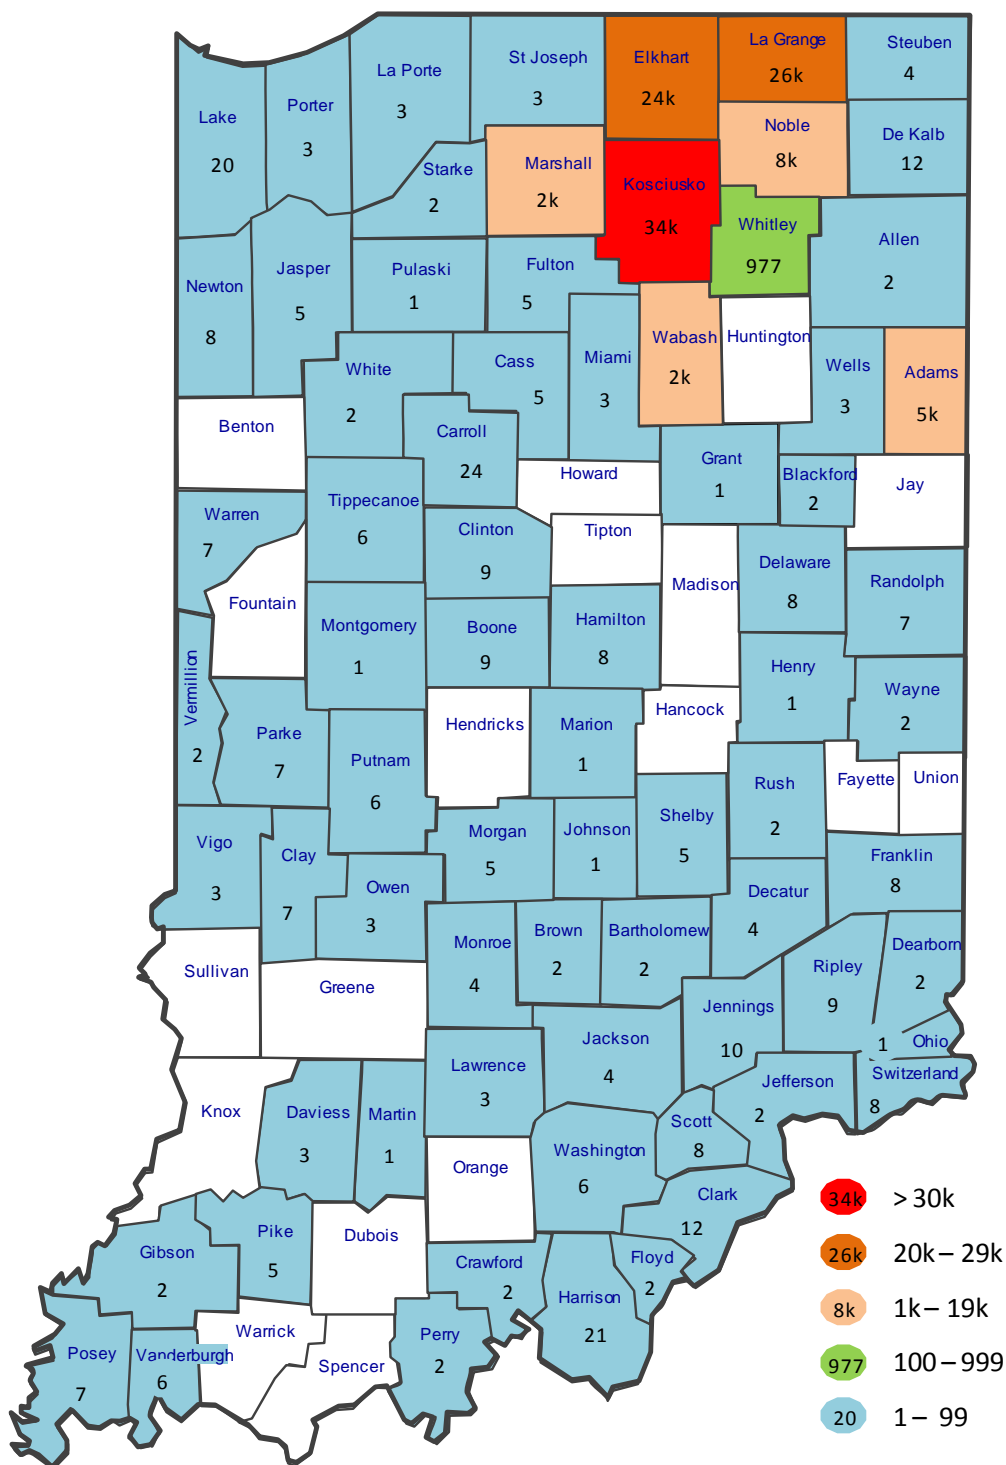 La Grange
26k
Steuben
4
Elkhart
24k
St Joseph
3
La Porte
3
Porter
3
Lake
20
Noble
8k
De Kalb
12
Marshall
2k
Starke
2
Kosciusko
34k
Whitley
977
Allen
2
Fulton
5
Pulaski
1
Jasper
5
Newton
8
Wabash
2k
Huntington
Miami
3
Cass
5
White
2
Wells
3
Adams
5k
Benton
Carroll
24
Howard
Grant
1
Blackford
2
Jay
Warren
7
Tippecanoe
6
Clinton
9
Tipton
Madison
Delaware
8
Randolph
7
Fountain
Montgomery
1
Boone
9
Hamilton
8
Henry
1
Wayne
2
Vermillion
2
Parke
7
Putnam
6
Hendricks
Marion
1
Hancock
Rush
2
Fayette
Union
Vigo
3
Clay
7
Owen
3
Morgan
5
Johnson
1
Shelby
5
Decatur
4
Franklin
8
Sullivan
Greene
Monroe
4
Brown
2
Bartholomew
2
Jennings
10
Ripley
9
Dearborn
2
Ohio
1
Switzerland
8
Knox
Daviess
3
Martin
1
Lawrence
3
Jackson
4
Jefferson
2
Scott
8
Orange
Washington
6
Clark
12
Gibson
2
Pike
5
Dubois
Crawford
2
Harrison
21
Floyd
2
Posey
7
Vanderburgh
6
Warrick
Spencer
Perry
2
34k > 30k
26k 20k – 29k
8k 1k – 19k
977 100 – 999
20 1 – 99